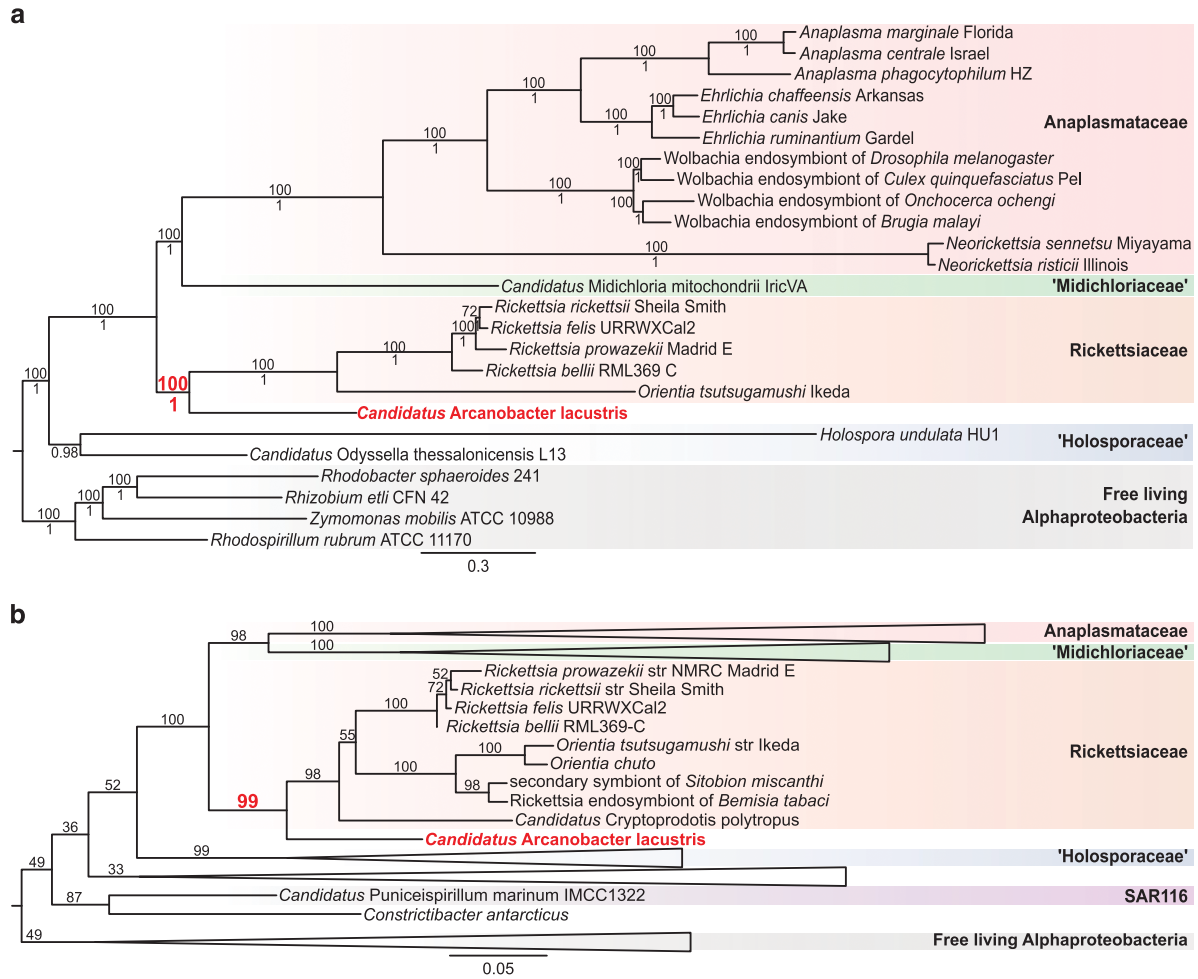 a
100
Anaplasma marginale Florida
1
Anaplasma centrale Israel
100
1
Anaplasma phagocytophilum HZ
100
1
Ehrlichia chaffeensis Arkansas
100
1
Ehrlichia canis Jake
100
1
Ehrlichia ruminantium Gardel
Anaplasmataceae
100
1
Wolbachia endosymbiont of Drosophila melanogaster
100
1
Wolbachia endosymbiont of Culex quinquefasciatus Pel
100
1
Wolbachia endosymbiont of Onchocerca ochengi
100
1
Wolbachia endosymbiont of Brugia malayi
100
1
Neorickettsia sennetsu Miyayama
100
1
Neorickettsia risticii Illinois
100
1
Candidatus Midichloria mitochondrii IricVA
'Midichloriaceae'
Rickettsia rickettsii Sheila Smith
72
1
Rickettsia felis URRWXCal2
100
1
Rickettsia prowazekii Madrid E
Rickettsiaceae
100
1
Rickettsia bellii RML369 C
100
1
Orientia tsutsugamushi Ikeda
100
1
Candidatus Arcanobacter lacustris
100
1
100
1
Holospora undulata HU1
'Holosporaceae'
0.98
Candidatus Odyssella thessalonicensis L13
Rhodobacter sphaeroides 241
100
1
Rhizobium etli CFN 42
100
1
Zymomonas mobilis ATCC 10988
100
1
Rhodospirillum rubrum ATCC 11170
Free living
Alphaproteobacteria
0.3
b
98
100
Anaplasmataceae
100
'Midichloriaceae'
Rickettsia prowazekii str NMRC Madrid E
52
Rickettsia rickettsii str Sheila Smith
72
Rickettsia felis URRWXCal2
100
Rickettsia bellii RML369-C
100
55
Orientia tsutsugamushi str Ikeda
100
Orientia chuto
Rickettsiaceae
100
98
secondary symbiont of Sitobion miscanthi
98
Rickettsia endosymbiont of Bemisia tabaci
Candidatus Cryptoprodotis polytropus
99
Candidatus Arcanobacter lacustris
52
99
'Holosporaceae'
36
33
49
87
Candidatus Puniceispirillum marinum IMCC1322
SAR116
Constrictibacter antarcticus
49
Free living Alphaproteobacteria
0.05